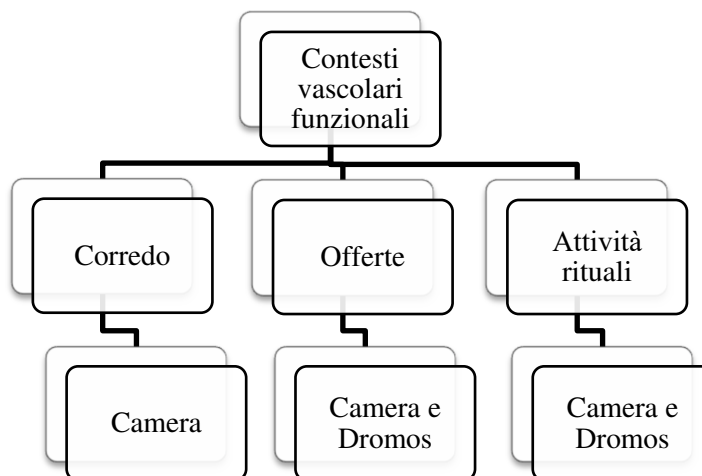 Contesti
vascolari
funzionali
Corredo
Offerte
Attività
rituali
Camera
Camera e
Dromos
Camera e
Dromos